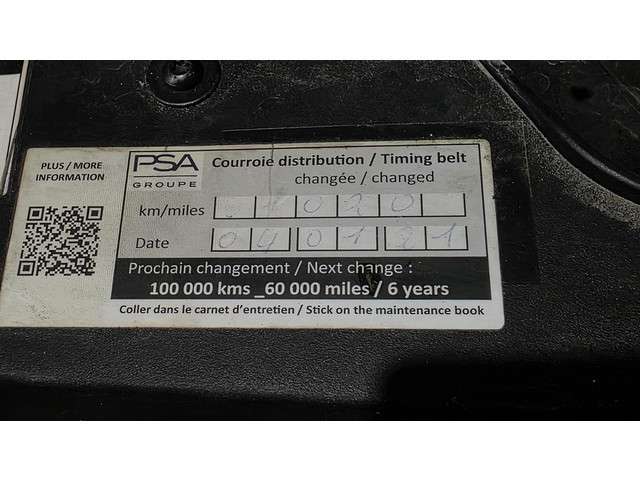 PLUS / MORE
INFORMATION
PSA
GROUPE
Courroie distribution / Timing belt
changée / changed
km/miles
Date 040121
Prochain changement / Next change :
100 000 kms _60 000 miles / 6 years
Coller dans le carnet d'entretien / Stick on the maintenance book